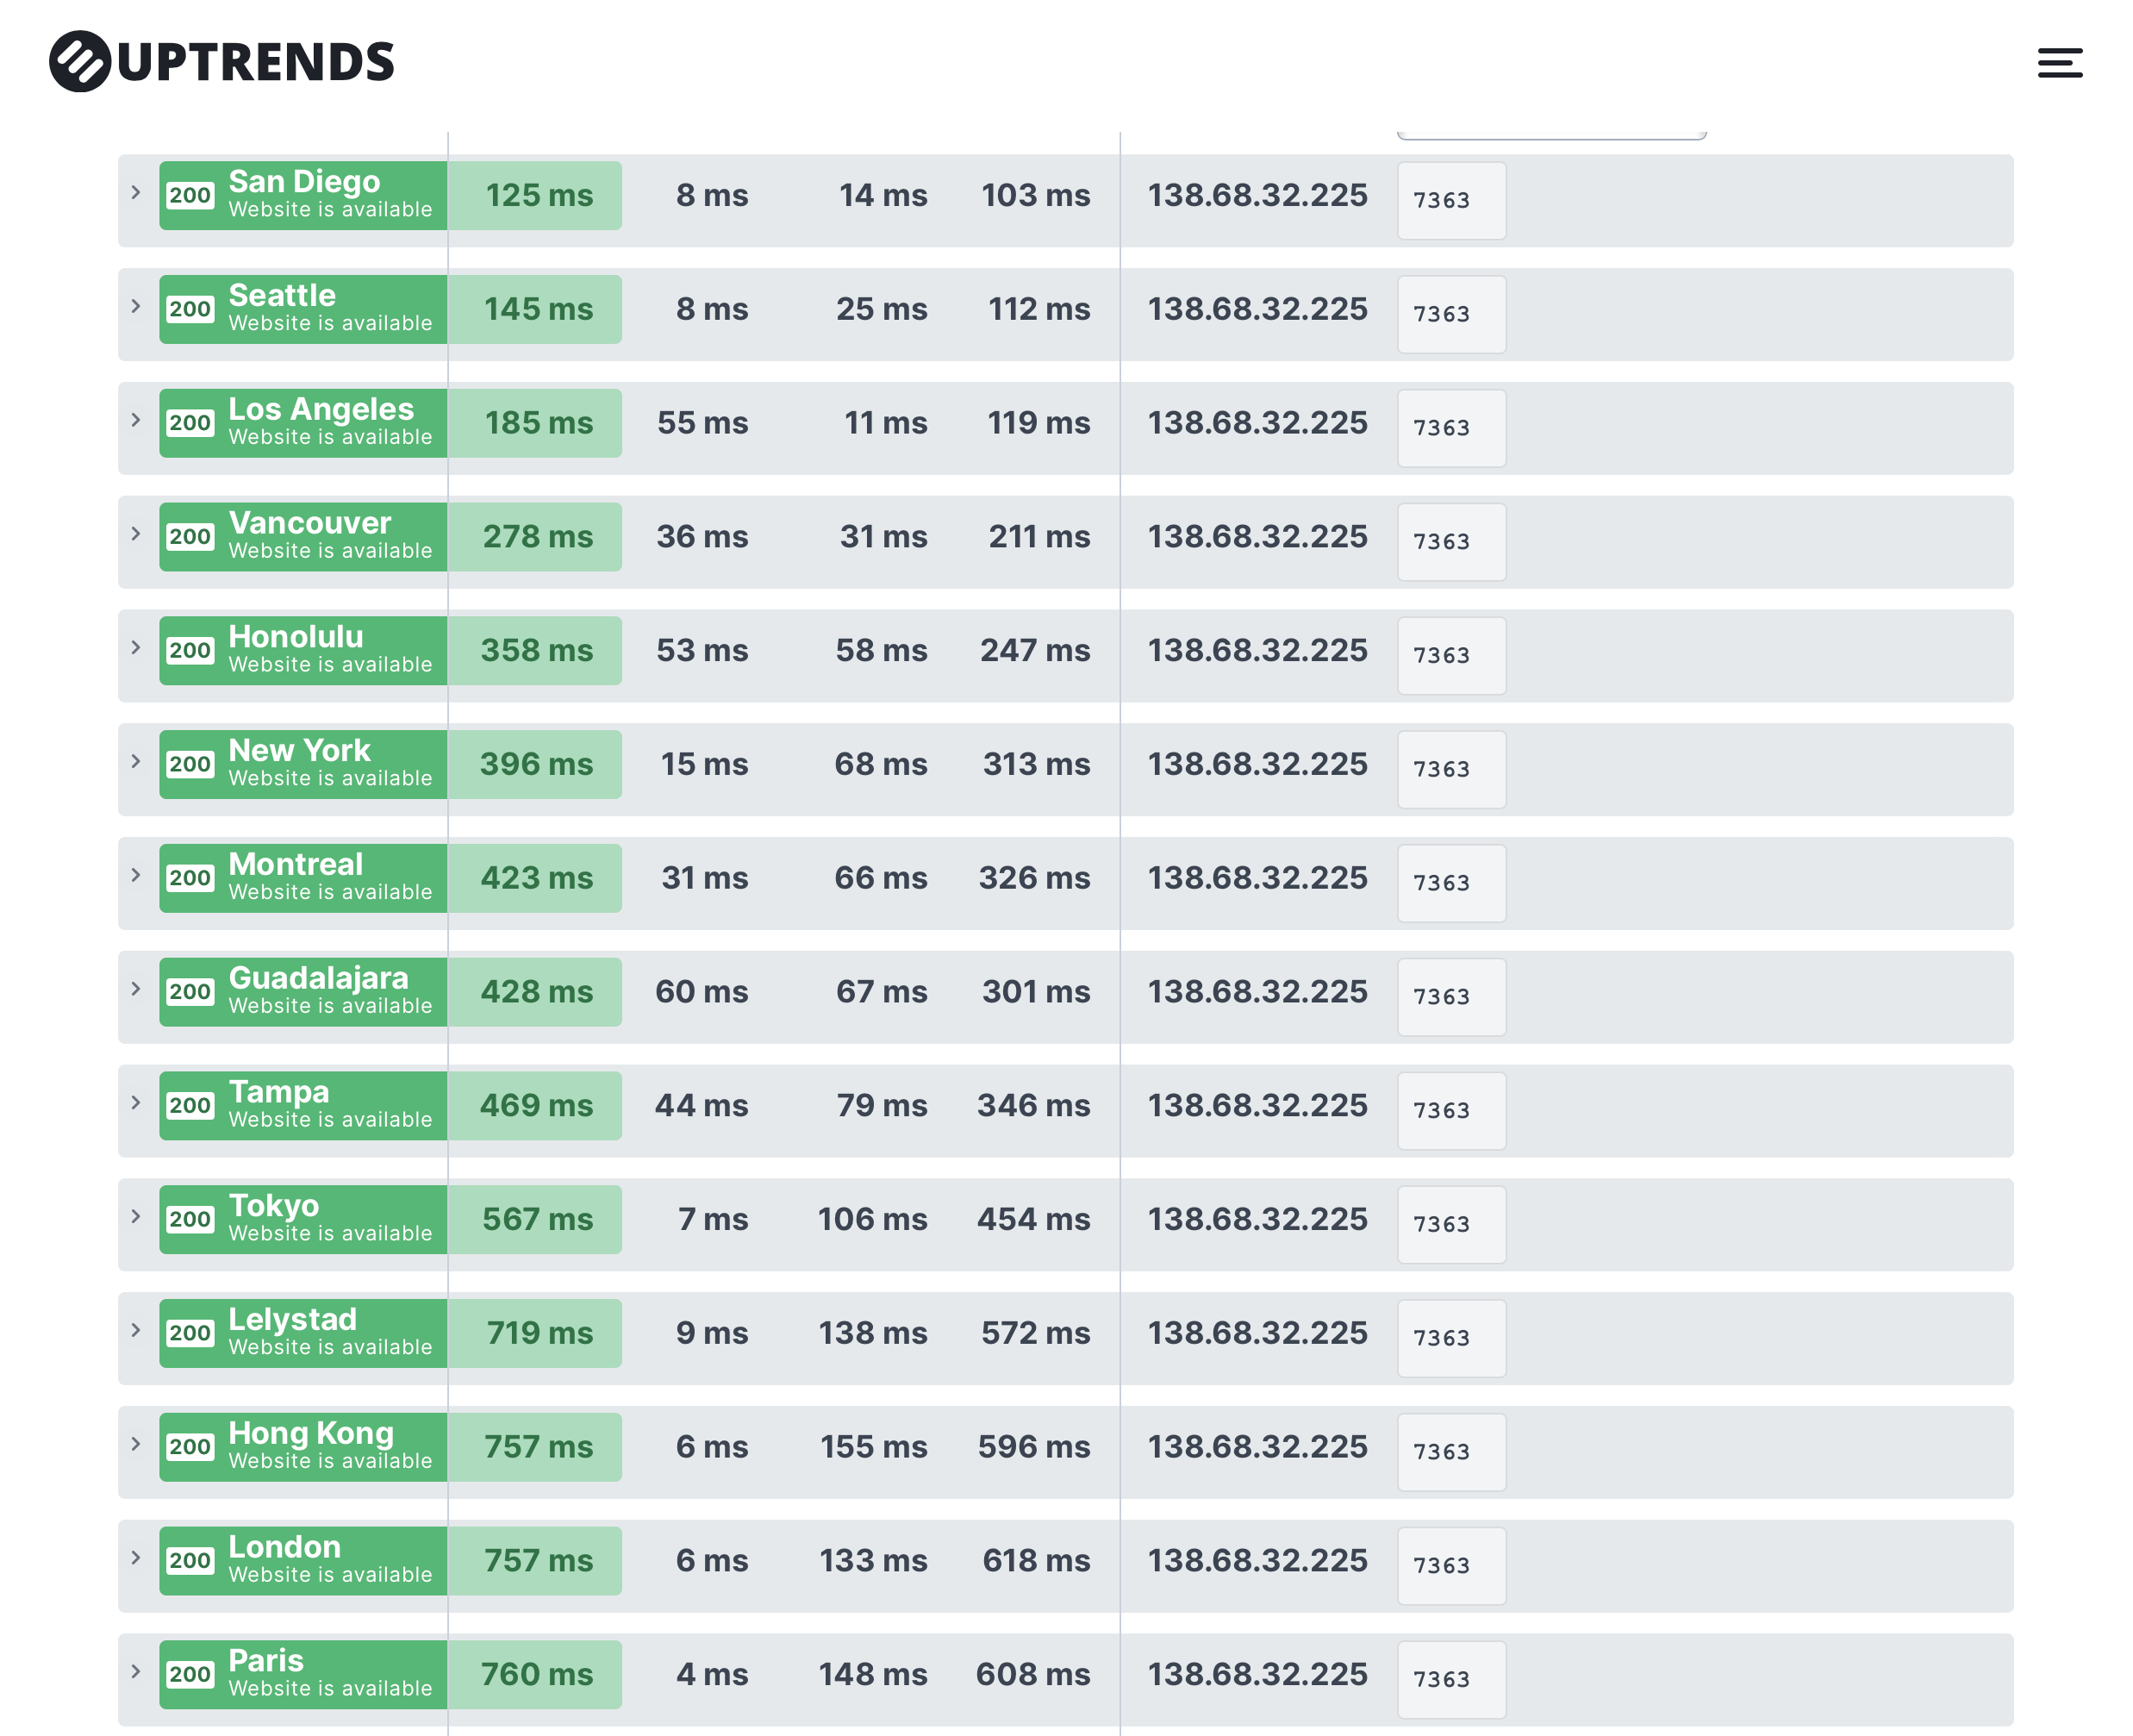 UPTRENDS
200 San Diego 125 ms 8 ms 14 ms 103 ms 138.68.32.225 7363
Website is available
200 Seattle 145 ms 8 ms 25 ms 112 ms 138.68.32.225 7363
Website is available
200 Los Angeles 185 ms 55 ms 11 ms 119 ms 138.68.32.225 7363
Website is available
200 Vancouver 278 ms 36 ms 31 ms 211 ms 138.68.32.225 7363
Website is available
200 Honolulu 358 ms 53 ms 58 ms 247 ms 138.68.32.225 7363
Website is available
200 New York 396 ms 15 ms 68 ms 313 ms 138.68.32.225 7363
Website is available
200 Montreal 423 ms 31 ms 66 ms 326 ms 138.68.32.225 7363
Website is available
200 Guadalajara 428 ms 60 ms 67 ms 301 ms 138.68.32.225 7363
Website is available
200 Tampa 469 ms 44 ms 79 ms 346 ms 138.68.32.225 7363
Website is available
200 Tokyo 567 ms 7 ms 106 ms 454 ms 138.68.32.225 7363
Website is available
200 Lelystad 719 ms 9 ms 138 ms 572 ms 138.68.32.225 7363
Website is available
200 Hong Kong 757 ms 6 ms 155 ms 596 ms 138.68.32.225 7363
Website is available
200 London 757 ms 6 ms 133 ms 618 ms 138.68.32.225 7363
Website is available
200 Paris 760 ms 4 ms 148 ms 608 ms 138.68.32.225 7363
Website is available